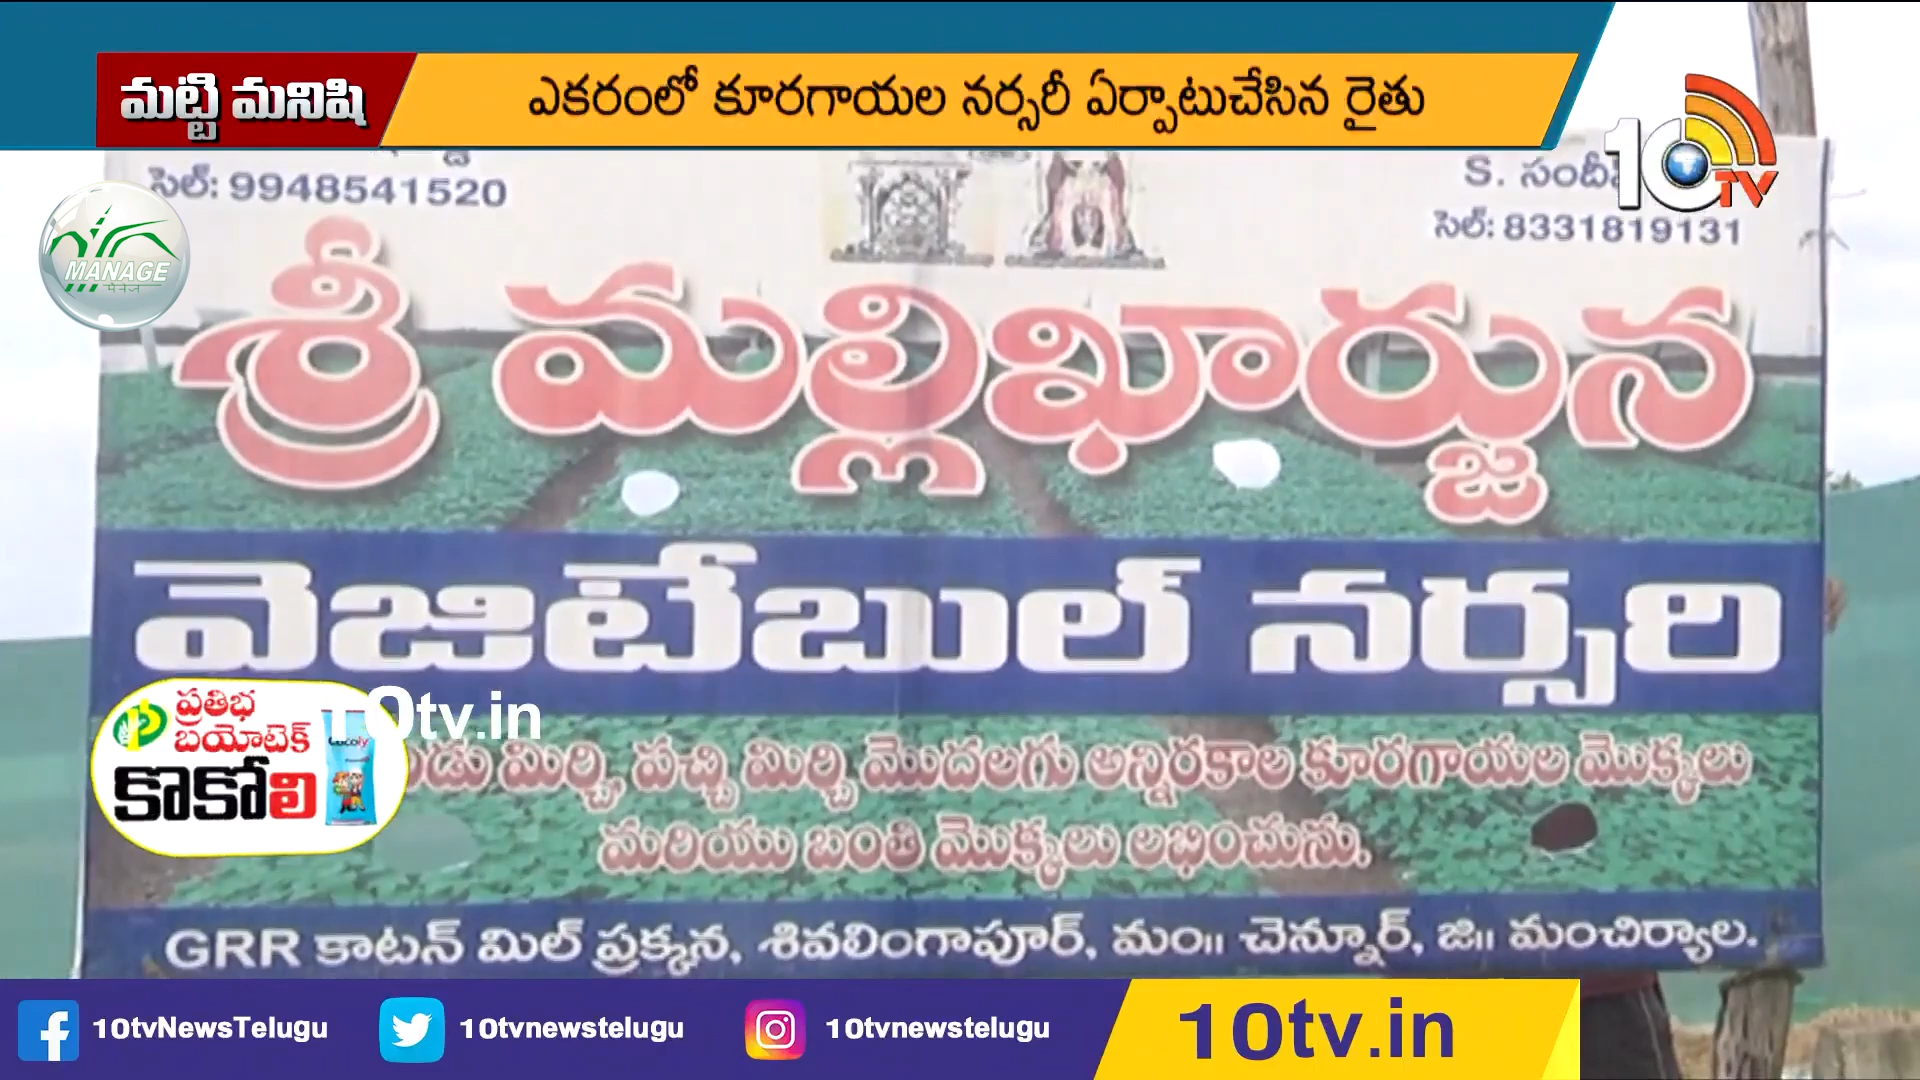 మట్టి మనిషి
ఎకరంలో కూరగాయల నర్సరీ ఏర్పాటుచేసిన రైతు
10TV
సెల్: 9948541520
క. సందీ
సెల్: 8331819131
MANAGE
శ్రీ మల్లిఖార్జున
వెజిటేబుల్ నర్సరి
ప్రతిభ
బయోటెక్
కొకోలి
10tv.in
మిర్చి, పచ్చి మిర్చి మొదలగు అన్నిరకాల కూరగాయల మొక్కలు
మరియు బంతి మొక్కలు లభించును.
GRR కాటన్ మిల్ ప్రక్కన, శివలింగాపూర్, మం౹౹ చెన్నూర్, జి౹౹ మంచిర్యాల.
10tvNewsTelugu
10tvnewstelugu
10tvnewstelugu
10tv.in